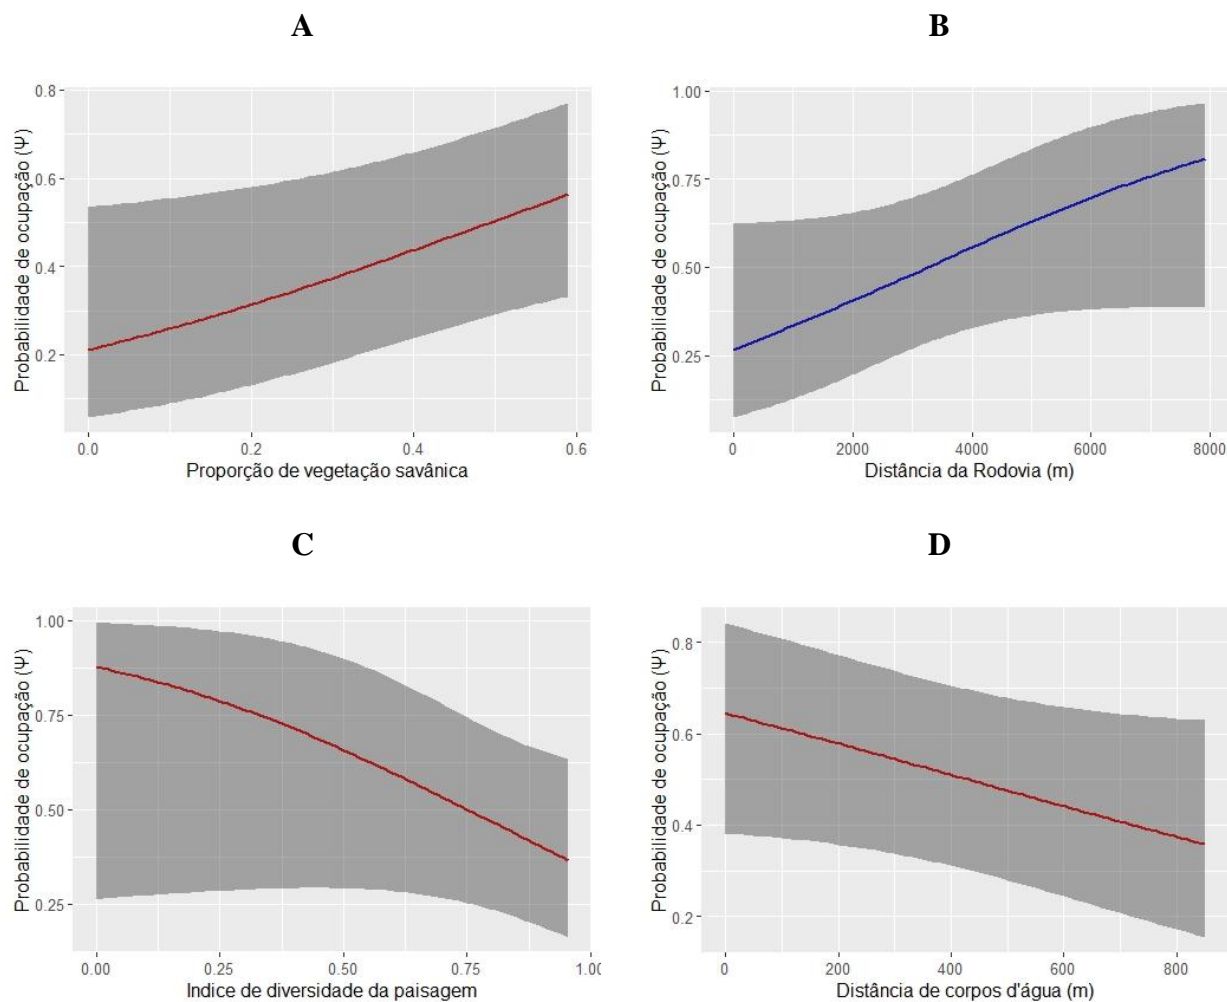 A
B
Probabilidade de ocupação (Ψ)
0.8
0.6
0.4
0.2
0.0
0.2
0.4
0.6
Proporção de vegetação savânica
Probabilidade de ocupação (Ψ)
1.00
0.75
0.50
0.25
0
2000
4000
6000
8000
Distância da Rodovia (m)
C
D
Probabilidade de ocupação (Ψ)
1.00
0.75
0.50
0.25
0.00
0.25
0.50
0.75
1.00
Indice de diversidade da paisagem
Probabilidade de ocupação (Ψ)
0.8
0.6
0.4
0.2
0
200
400
600
800
Distância de corpos d'água (m)